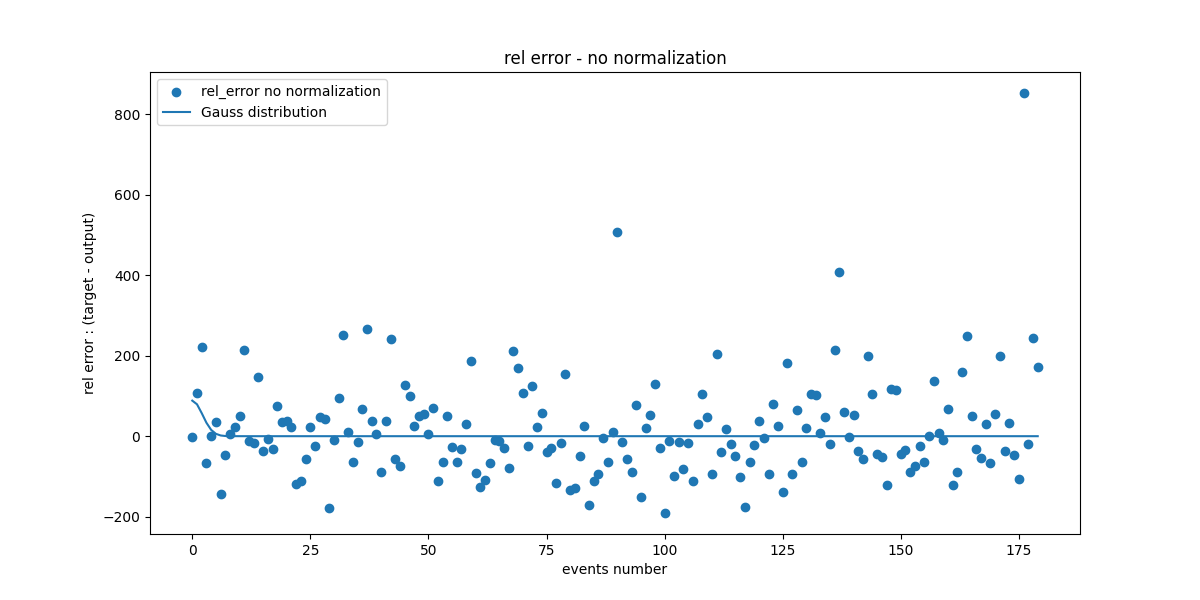 rel error - no normalization
rel_error no normalization
Gauss distribution
rel error : (target - output)
800
600
400
200
0
−200
0 25 50 75 100 125 150 175
events number